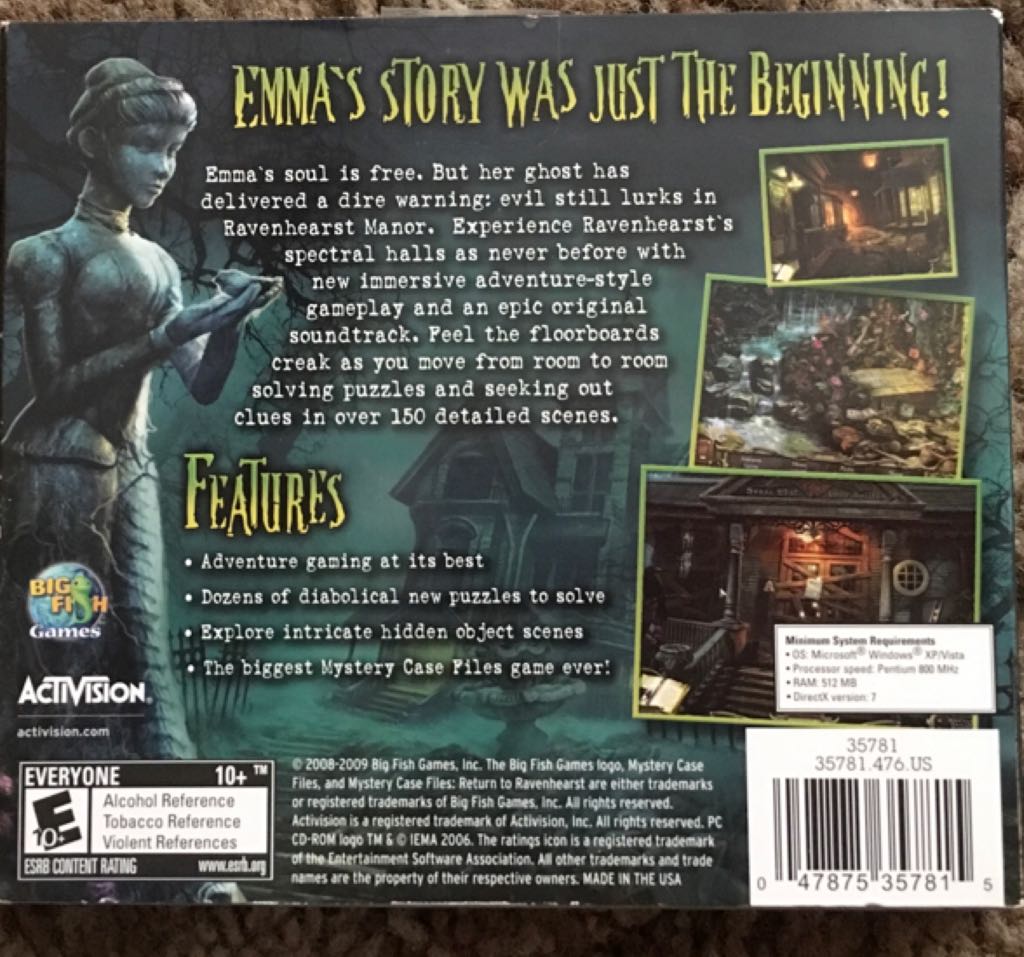 EMMA'S STORY WAS JUST THE BEGINNING!
Emma's soul is free. But her ghost has
delivered a dire warning: evil still lurks in
Ravenhearst Manor. Experience Ravenhearst's
spectral halls as never before with
new immersive adventure-style
gameplay and an epic original
soundtrack. Feel the floorboards
creak as you move from room to room
solving puzzles and seeking out
clues in over 150 detailed scenes.
FEATURES
• Adventure gaming at its best
• Dozens of diabolical new puzzles to solve
• Explore intricate hidden object scenes
• The biggest Mystery Case Files game ever!
BIG
FISH
Games
ACTIVISION®
activision.com
Minimum System Requirements
• OS: Microsoft® Windows® XP/Vista
• Processor speed: Pentium 800 MHz
• RAM: 512 MB
• DirectX version: 7
EVERYONE 10+ ™
E
10+
Alcohol Reference
Tobacco Reference
Violent References
ESRB CONTENT RATING www.esrb.org
© 2008-2009 Big Fish Games, Inc. The Big Fish Games logo, Mystery Case
Files, and Mystery Case Files: Return to Ravenhearst are either trademarks
or registered trademarks of Big Fish Games, Inc. All rights reserved.
Activision is a registered trademark of Activision, Inc. All rights reserved. PC
CD-ROM logo TM & © IEMA 2006. The ratings icon is a registered trademark
of the Entertainment Software Association. All other trademarks and trade
names are the property of their respective owners. MADE IN THE USA
35781
35781.476.US
0 47875 35781 5